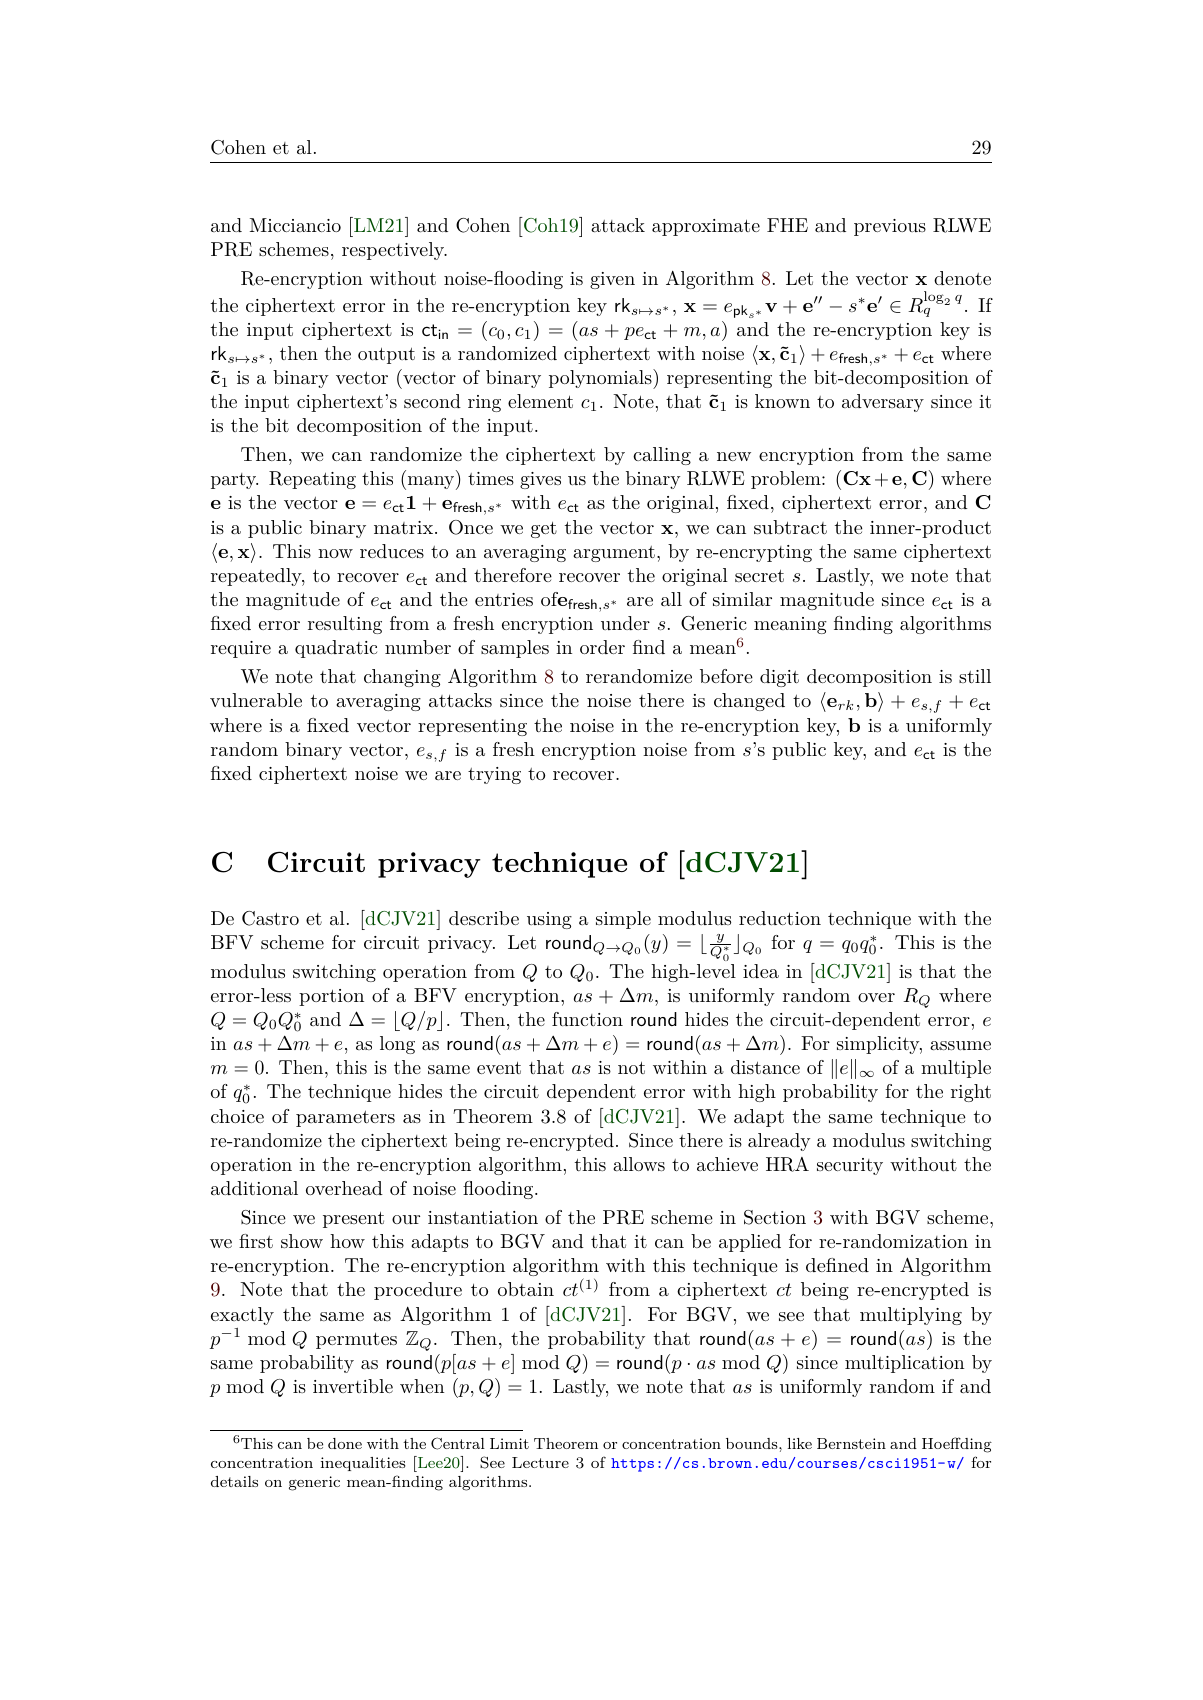 Cohen et al. 29
and Micciancio [LM21] and Cohen [Coh19] attack approximate FHE and previous RLWE
PRE schemes, respectively.
Re-encryption without noise-flooding is given in Algorithm 8. Let the vector x denote
the ciphertext error in the re-encryption key rk_{s↦s*}, x = e_{pk_{s*}}v + e″ − s*e′ ∈ R_q^{log₂ q}. If
the input ciphertext is ct_in = (c₀, c₁) = (as + pe_ct + m, a) and the re-encryption key is
rk_{s↦s*}, then the output is a randomized ciphertext with noise ⟨x, c̃₁⟩ + e_{fresh,s*} + e_ct where
c̃₁ is a binary vector (vector of binary polynomials) representing the bit-decomposition of
the input ciphertext's second ring element c₁. Note, that c̃₁ is known to adversary since it
is the bit decomposition of the input.
Then, we can randomize the ciphertext by calling a new encryption from the same
party. Repeating this (many) times gives us the binary RLWE problem: (Cx + e, C) where
e is the vector e = e_ct1 + e_{fresh,s*} with e_ct as the original, fixed, ciphertext error, and C
is a public binary matrix. Once we get the vector x, we can subtract the inner-product
⟨e, x⟩. This now reduces to an averaging argument, by re-encrypting the same ciphertext
repeatedly, to recover e_ct and therefore recover the original secret s. Lastly, we note that
the magnitude of e_ct and the entries ofe_{fresh,s*} are all of similar magnitude since e_ct is a
fixed error resulting from a fresh encryption under s. Generic meaning finding algorithms
require a quadratic number of samples in order find a mean⁶.
We note that changing Algorithm 8 to rerandomize before digit decomposition is still
vulnerable to averaging attacks since the noise there is changed to ⟨e_{rk}, b⟩ + e_{s,f} + e_ct
where is a fixed vector representing the noise in the re-encryption key, b is a uniformly
random binary vector, e_{s,f} is a fresh encryption noise from s's public key, and e_ct is the
fixed ciphertext noise we are trying to recover.
C Circuit privacy technique of [dCJV21]
De Castro et al. [dCJV21] describe using a simple modulus reduction technique with the
BFV scheme for circuit privacy. Let round_{Q→Q₀}(y) = ⌊y/Q₀*⌋_{Q₀} for q = q₀q₀*. This is the
modulus switching operation from Q to Q₀. The high-level idea in [dCJV21] is that the
error-less portion of a BFV encryption, as + Δm, is uniformly random over R_Q where
Q = Q₀Q₀* and Δ = ⌊Q/p⌋. Then, the function round hides the circuit-dependent error, e
in as + Δm + e, as long as round(as + Δm + e) = round(as + Δm). For simplicity, assume
m = 0. Then, this is the same event that as is not within a distance of ‖e‖_∞ of a multiple
of q₀*. The technique hides the circuit dependent error with high probability for the right
choice of parameters as in Theorem 3.8 of [dCJV21]. We adapt the same technique to
re-randomize the ciphertext being re-encrypted. Since there is already a modulus switching
operation in the re-encryption algorithm, this allows to achieve HRA security without the
additional overhead of noise flooding.
Since we present our instantiation of the PRE scheme in Section 3 with BGV scheme,
we first show how this adapts to BGV and that it can be applied for re-randomization in
re-encryption. The re-encryption algorithm with this technique is defined in Algorithm
9. Note that the procedure to obtain ct⁽¹⁾ from a ciphertext ct being re-encrypted is
exactly the same as Algorithm 1 of [dCJV21]. For BGV, we see that multiplying by
p⁻¹ mod Q permutes ℤ_Q. Then, the probability that round(as + e) = round(as) is the
same probability as round(p[as + e] mod Q) = round(p · as mod Q) since multiplication by
p mod Q is invertible when (p, Q) = 1. Lastly, we note that as is uniformly random if and
⁶This can be done with the Central Limit Theorem or concentration bounds, like Bernstein and Hoeffding
concentration inequalities [Lee20]. See Lecture 3 of https://cs.brown.edu/courses/csci1951-w/ for
details on generic mean-finding algorithms.